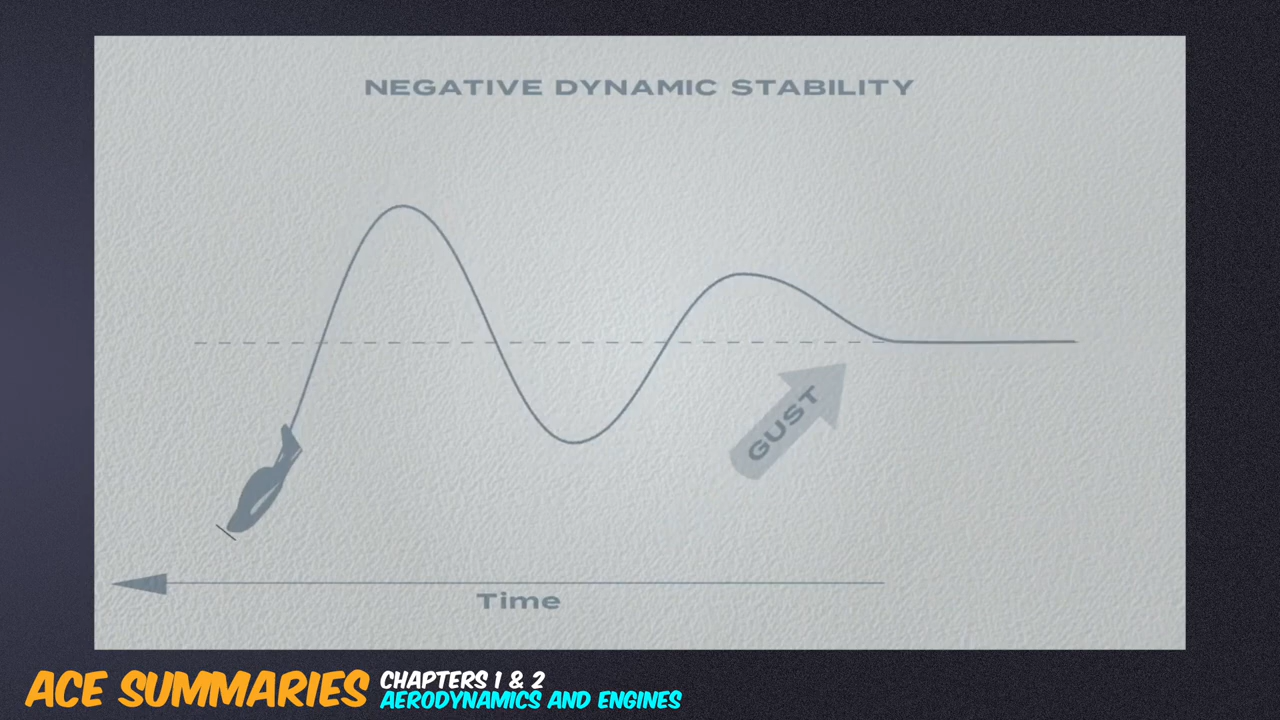 NEGATIVE DYNAMIC STABILITY
GUST
Time
ACE SUMMARIES
CHAPTERS 1 & 2
AERODYNAMICS AND ENGINES